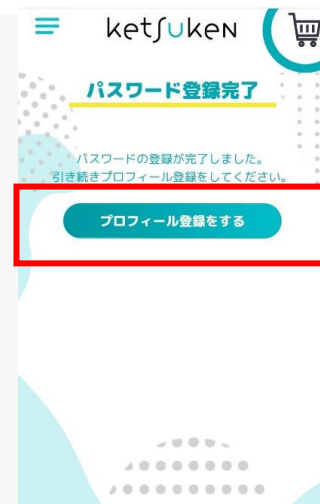 ketsuken
パスワード登録完了
パスワードの登録が完了しました。
引き続きプロフィール登録をしてください。
プロフィール登録をする